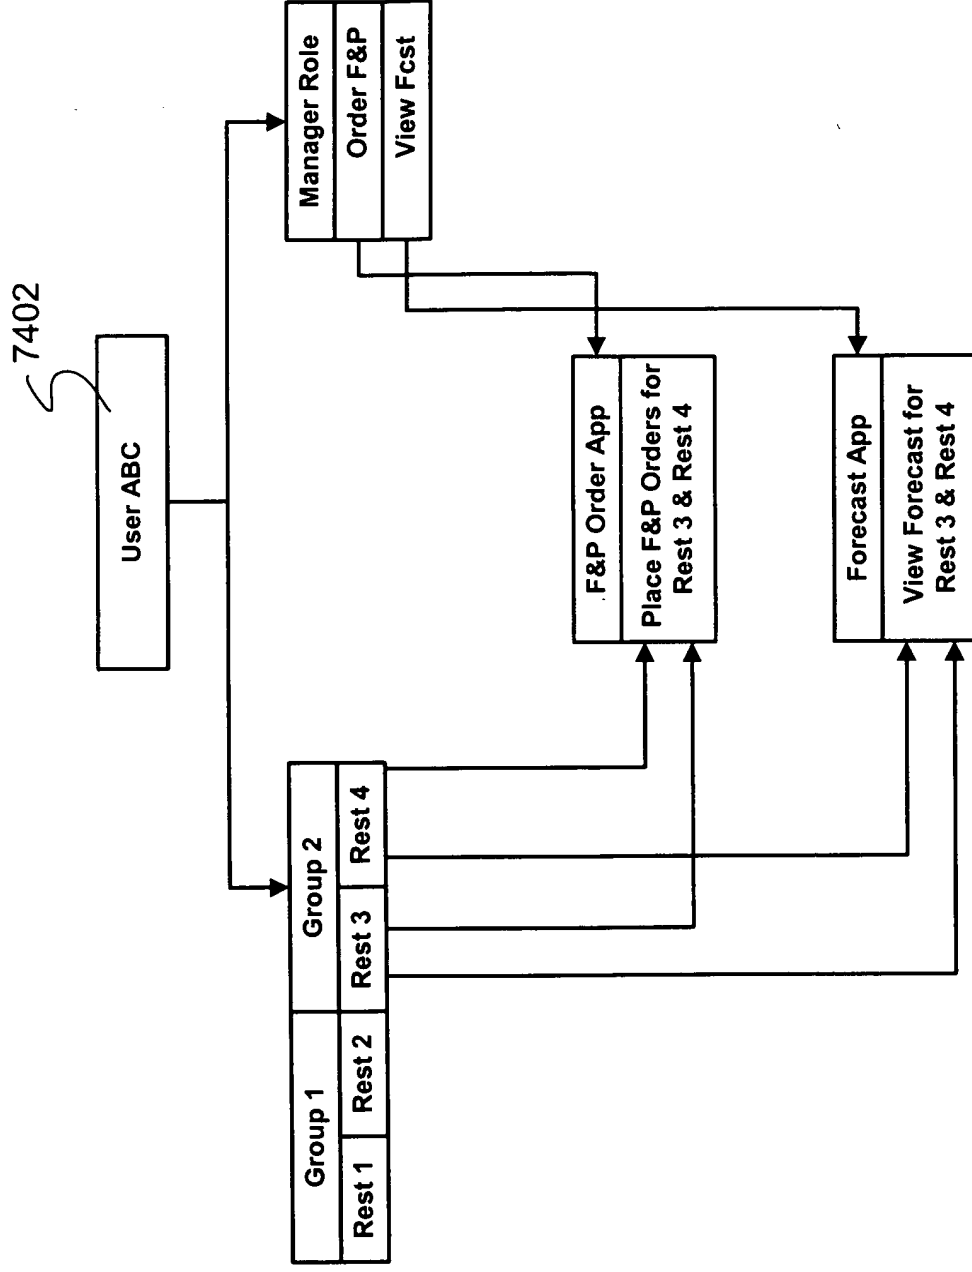 7402
User ABC
Group 1
Group 2
Rest 1
Rest 2
Rest 3
Rest 4
Manager Role
Order F&P
View Fcst
F&P Order App
Place F&P Orders for
Rest 3 & Rest 4
Forecast App
View Forecast for
Rest 3 & Rest 4